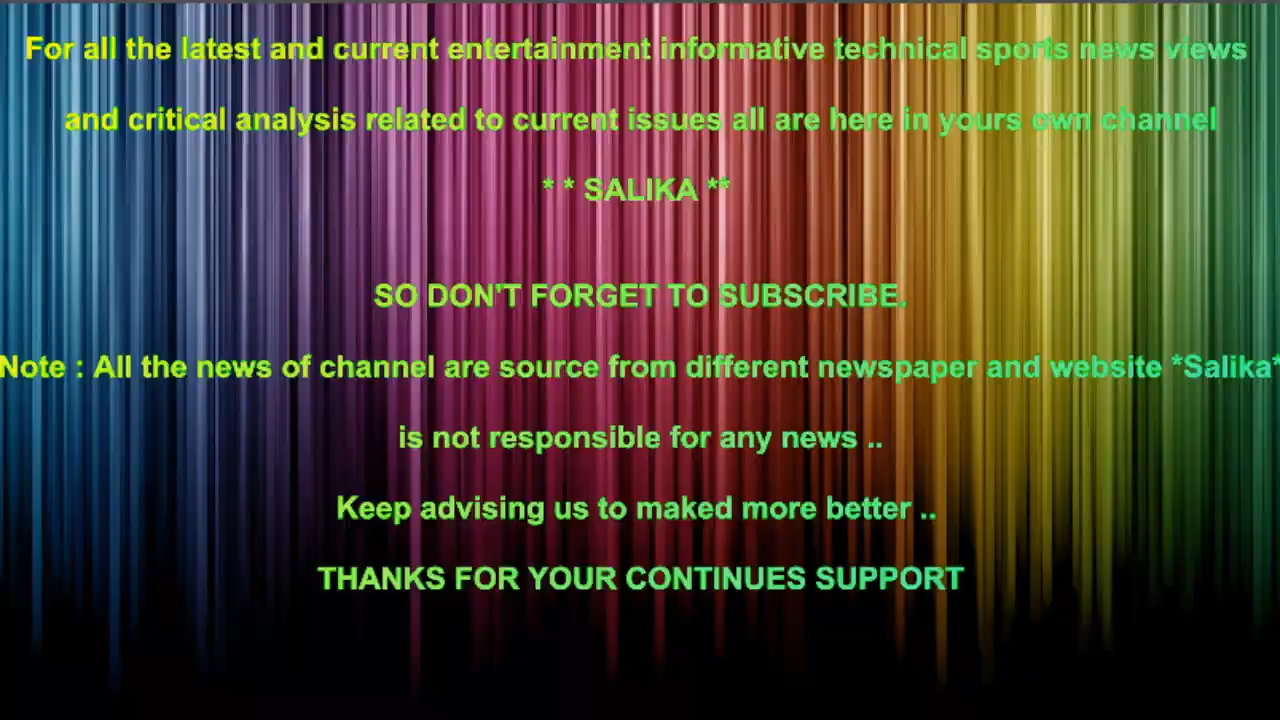 For all the latest and current entertainment informative technical sports news views
and critical analysis related to current issues all are here in yours own channel
* * SALIKA **
SO DON'T FORGET TO SUBSCRIBE.
Note : All the news of channel are source from different newspaper and website *Salika*
is not responsible for any news ..
Keep advising us to maked more better ..
THANKS FOR YOUR CONTINUES SUPPORT